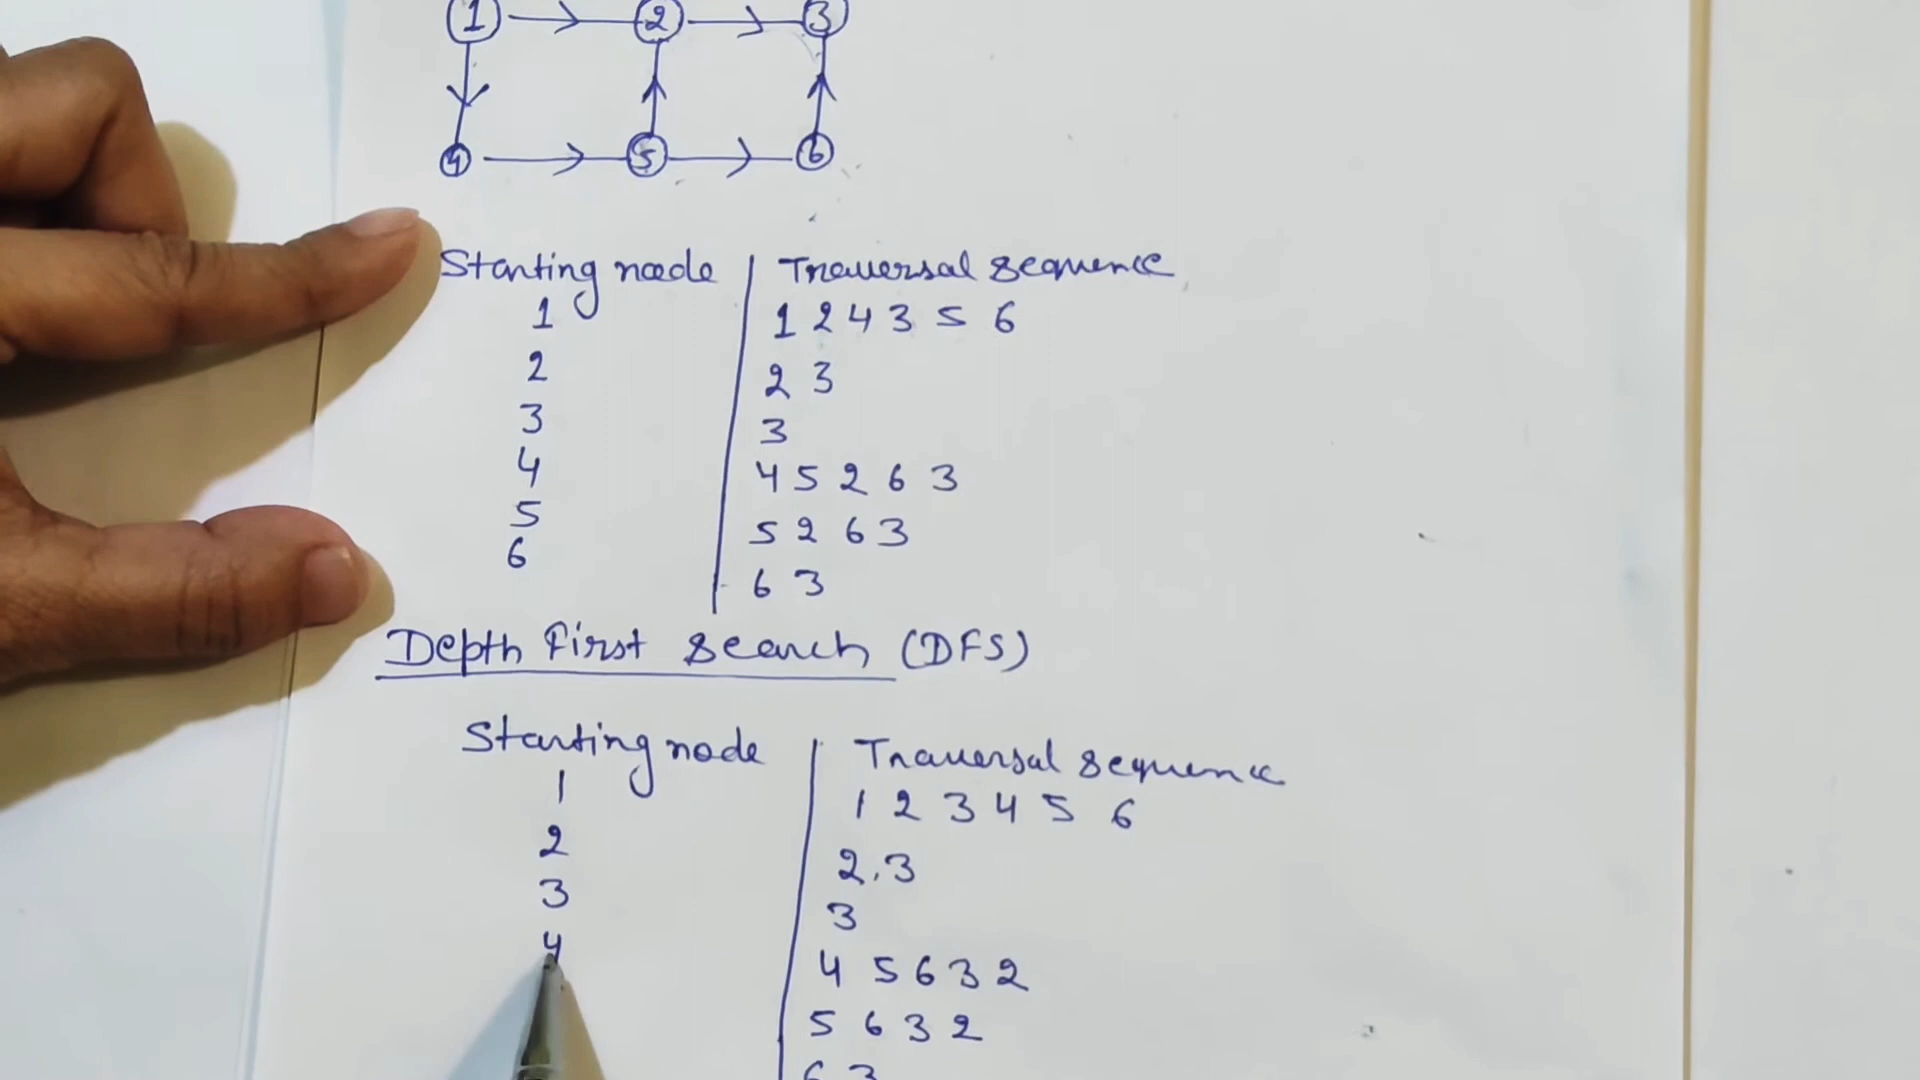 1 2 3
4 5 6
Starting node | Traversal sequence
1 | 1 2 4 3 5 6
2 | 2 3
3 | 3
4 | 4 5 2 6 3
5 | 5 2 6 3
6 | 6 3
Depth First Search (DFS)
Starting node | Traversal sequence
1 | 1 2 3 4 5 6
2 | 2, 3
3 | 3
4 | 4 5 6 3 2
5 6 3 2
6 3